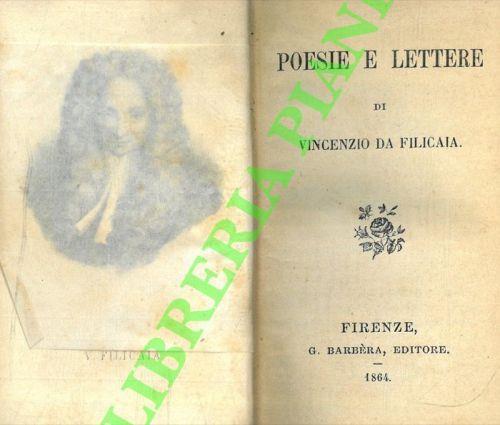 V. FILICAIA
POESIE E LETTERE
DI
VINCENZIO DA FILICAIA.
FIRENZE,
G. BARBÈRA, EDITORE.
1864.
LIBRERIA PIANI